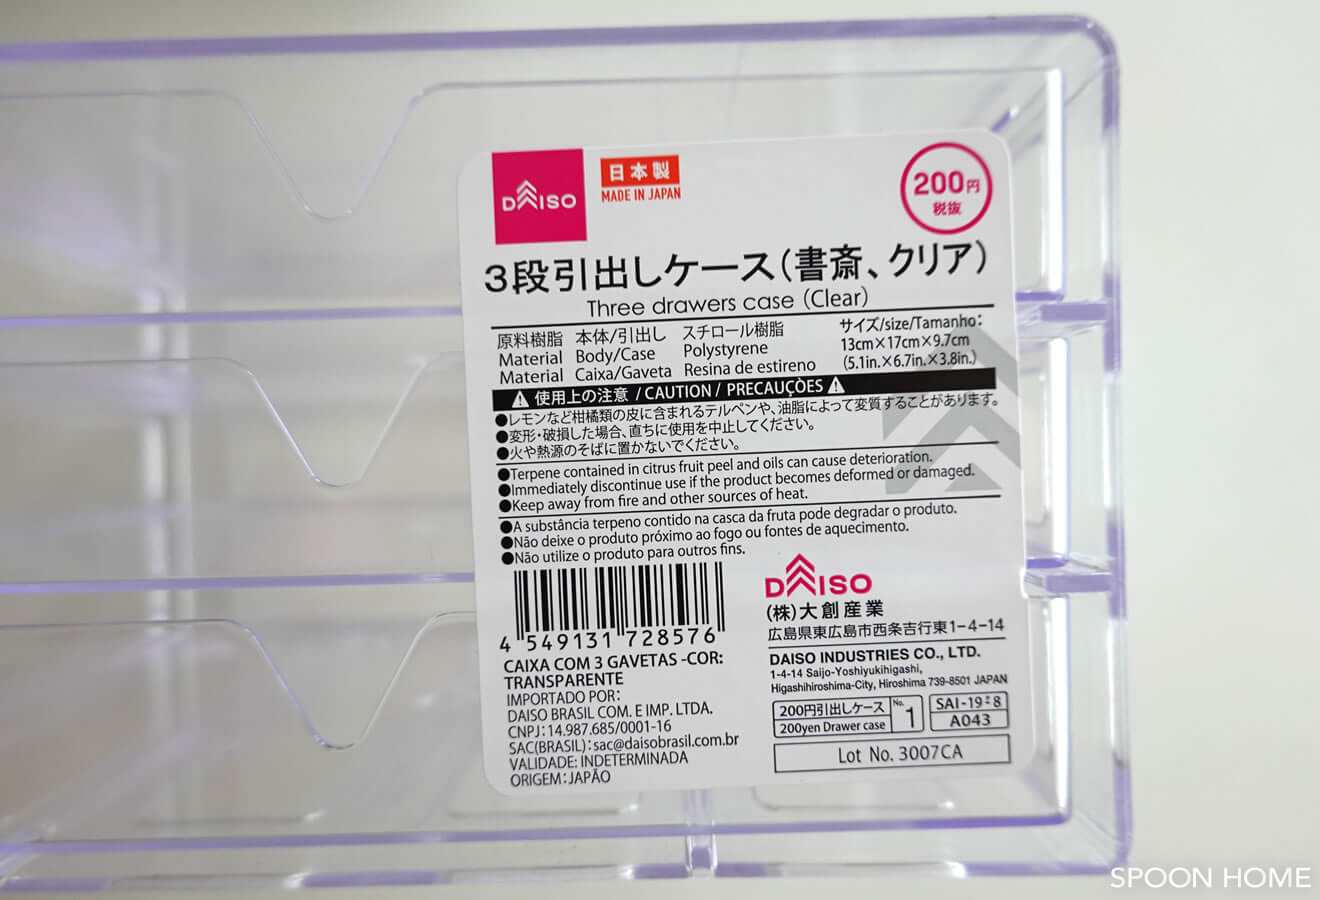 DAISO
日本製
MADE IN JAPAN
200円
税抜
3段引出しケース(書斎、クリア)
Three drawers case (Clear)
原料樹脂 本体/引出し スチロール樹脂
Material Body/Case Polystyrene
Material Caixa/Gaveta Resina de estireno
サイズ/size/Tamanho:
13cm×17cm×9.7cm
(5.1in.×6.7in.×3.8in.)
使用上の注意 / CAUTION / PRECAUÇÕES
●レモンなど柑橘類の皮に含まれるテルペンや、油脂によって変質することがあります。
●変形・破損した場合、直ちに使用を中止してください。
●火や熱源のそばに置かないでください。
●Terpene contained in citrus fruit peel and oils can cause deterioration.
●Immediately discontinue use if the product becomes deformed or damaged.
●Keep away from fire and other sources of heat.
●A substância terpeno contido na casca da fruta pode degradar o produto.
●Não deixe o produto próximo ao fogo ou fontes de aquecimento.
●Não utilize o produto para outros fins.
4 549131 728576
CAIXA COM 3 GAVETAS -COR:
TRANSPARENTE
IMPORTADO POR:
DAISO BRASIL COM. E IMP. LTDA.
CNPJ: 14.987.685/0001-16
SAC(BRASIL): sac@daisobrasil.com.br
VALIDADE: INDETERMINADA
ORIGEM: JAPÃO
DAISO
(株)大創産業
広島県東広島市西条吉行東1-4-14
DAISO INDUSTRIES CO., LTD.
1-4-14 Saijo-Yoshiyukihigashi,
Higashihiroshima-City, Hiroshima 739-8501 JAPAN
200円引出しケース
200yen Drawer case
No. 1
SAI-19 8
A043
Lot No. 3007CA
SPOON HOME